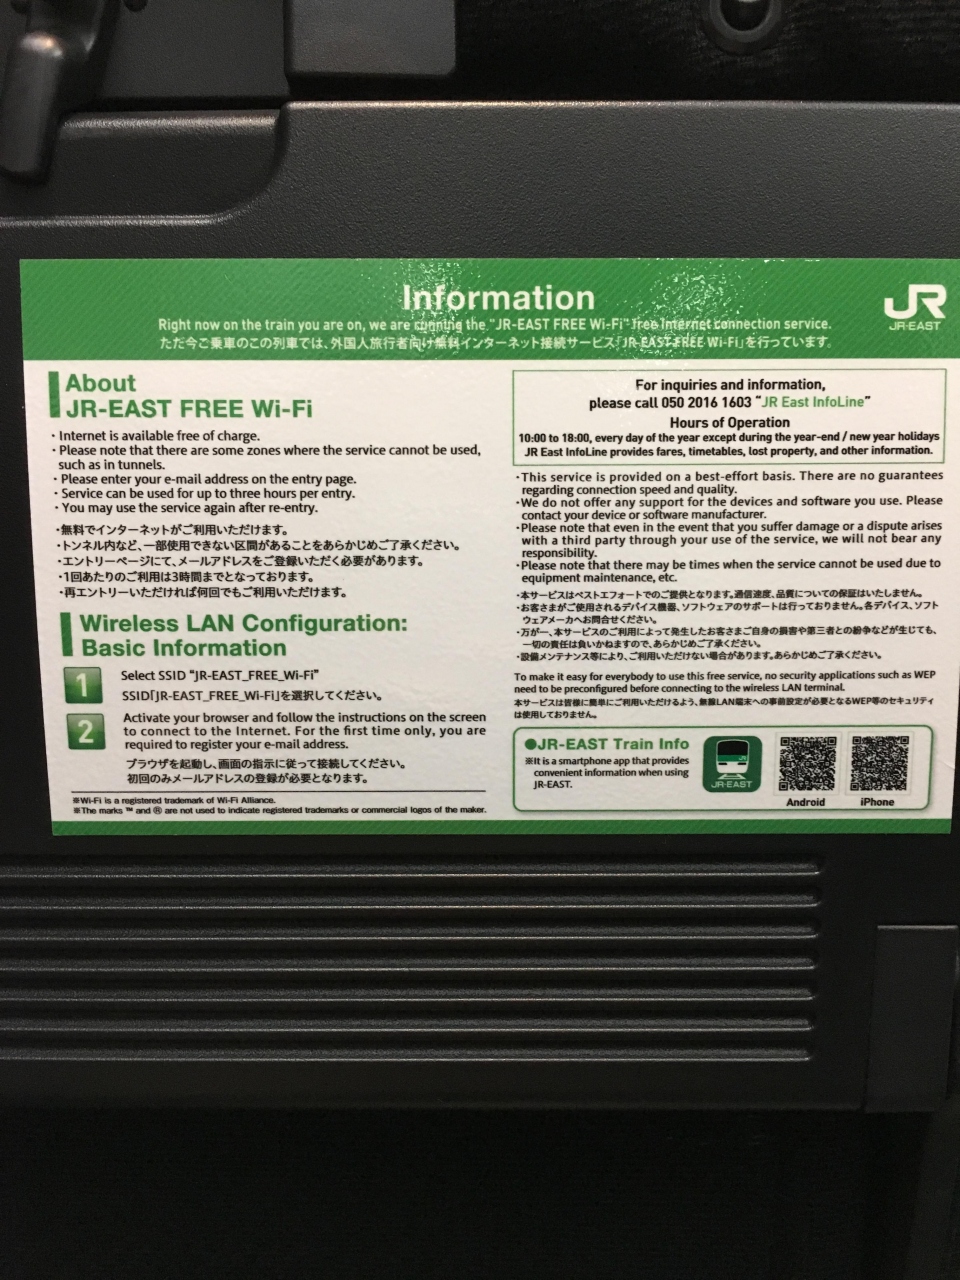 Information
JR
JR-EAST
Right now on the train you are on, we are running the "JR-EAST FREE Wi-Fi" free Internet connection service.
ただ今ご乗車のこの列車では、外国人旅行者向け無料インターネット接続サービス「JR-EAST FREE Wi-Fi」を行っています。
About
JR-EAST FREE Wi-Fi
・Internet is available free of charge.
・Please note that there are some zones where the service cannot be used,
such as in tunnels.
・Please enter your e-mail address on the entry page.
・Service can be used for up to three hours per entry.
・You may use the service again after re-entry.
・無料でインターネットがご利用いただけます。
・トンネル内など、一部使用できない区間があることをあらかじめご了承ください。
・エントリーページにて、メールアドレスをご登録いただく必要があります。
・1回あたりのご利用は3時間までとなっております。
・再エントリーいただければ何回でもご利用いただけます。
Wireless LAN Configuration:
Basic Information
1
Select SSID "JR-EAST_FREE_Wi-Fi"
SSID「JR-EAST_FREE_Wi-Fi」を選択してください。
2
Activate your browser and follow the instructions on the screen
to connect to the Internet. For the first time only, you are
required to register your e-mail address.
ブラウザを起動し、画面の指示に従って接続してください。
初回のみメールアドレスの登録が必要となります。
※Wi-Fi is a registered trademark of Wi-Fi Alliance.
※The marks ™ and ® are not used to indicate registered trademarks or commercial logos of the maker.
For inquiries and information,
please call 050 2016 1603 "JR East InfoLine"
Hours of Operation
10:00 to 18:00, every day of the year except during the year-end / new year holidays
JR East InfoLine provides fares, timetables, lost property, and other information.
・This service is provided on a best-effort basis. There are no guarantees
regarding connection speed and quality.
・We do not offer any support for the devices and software you use. Please
contact your device or software manufacturer.
・Please note that even in the event that you suffer damage or a dispute arises
with a third party through your use of the service, we will not bear any
responsibility.
・Please note that there may be times when the service cannot be used due to
equipment maintenance, etc.
・本サービスはベストエフォートでのご提供となります。通信速度、品質についての保証はいたしません。
・お客さまがご使用されるデバイス機器、ソフトウェアのサポートは行っておりません。各デバイス、ソフト
ウェアメーカへお問合せください。
・万が一、本サービスのご利用によって発生したお客さまご自身の損害や第三者との紛争などが生じても、
一切の責任は負いかねますので、あらかじめご了承ください。
・設備メンテナンス等により、ご利用いただけない場合があります。あらかじめご了承ください。
To make it easy for everybody to use this free service, no security applications such as WEP
need to be preconfigured before connecting to the wireless LAN terminal.
本サービスは皆様に簡単にご利用いただけるよう、無線LAN端末への事前設定が必要となるWEP等のセキュリティ
は使用しておりません。
●JR-EAST Train Info
※It is a smartphone app that provides
convenient information when using
JR-EAST.
JR
JR-EAST
Android
iPhone